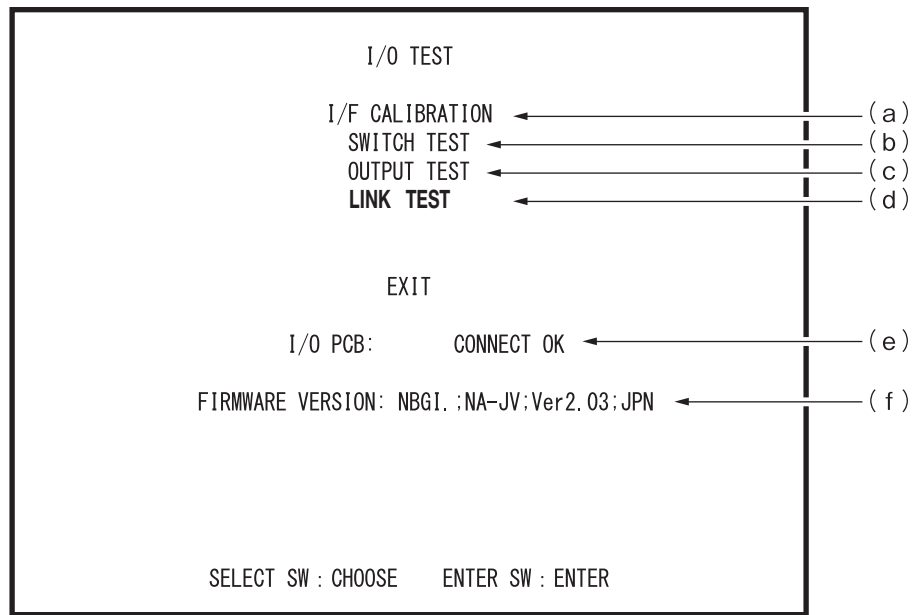 I/O TEST
I/F CALIBRATION
(a)
SWITCH TEST
(b)
OUTPUT TEST
(c)
LINK TEST
(d)
EXIT
I/O PCB: CONNECT OK
(e)
FIRMWARE VERSION: NBGI.;NA-JV;Ver2.03;JPN
(f)
SELECT SW : CHOOSE ENTER SW : ENTER